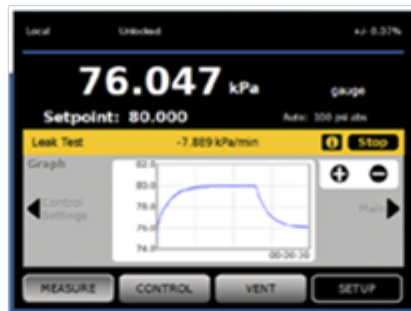 Local Unlocked +/- 0.07%
76.047 kPa gauge
Setpoint: 80.000 Auto: 100 psi abs
Leak Test -7.889 kPa/min Stop
Graph
82.0
80.0
78.0
76.0
74.0
00:00:30
Control Settings
Main
MEASURE CONTROL VENT SETUP